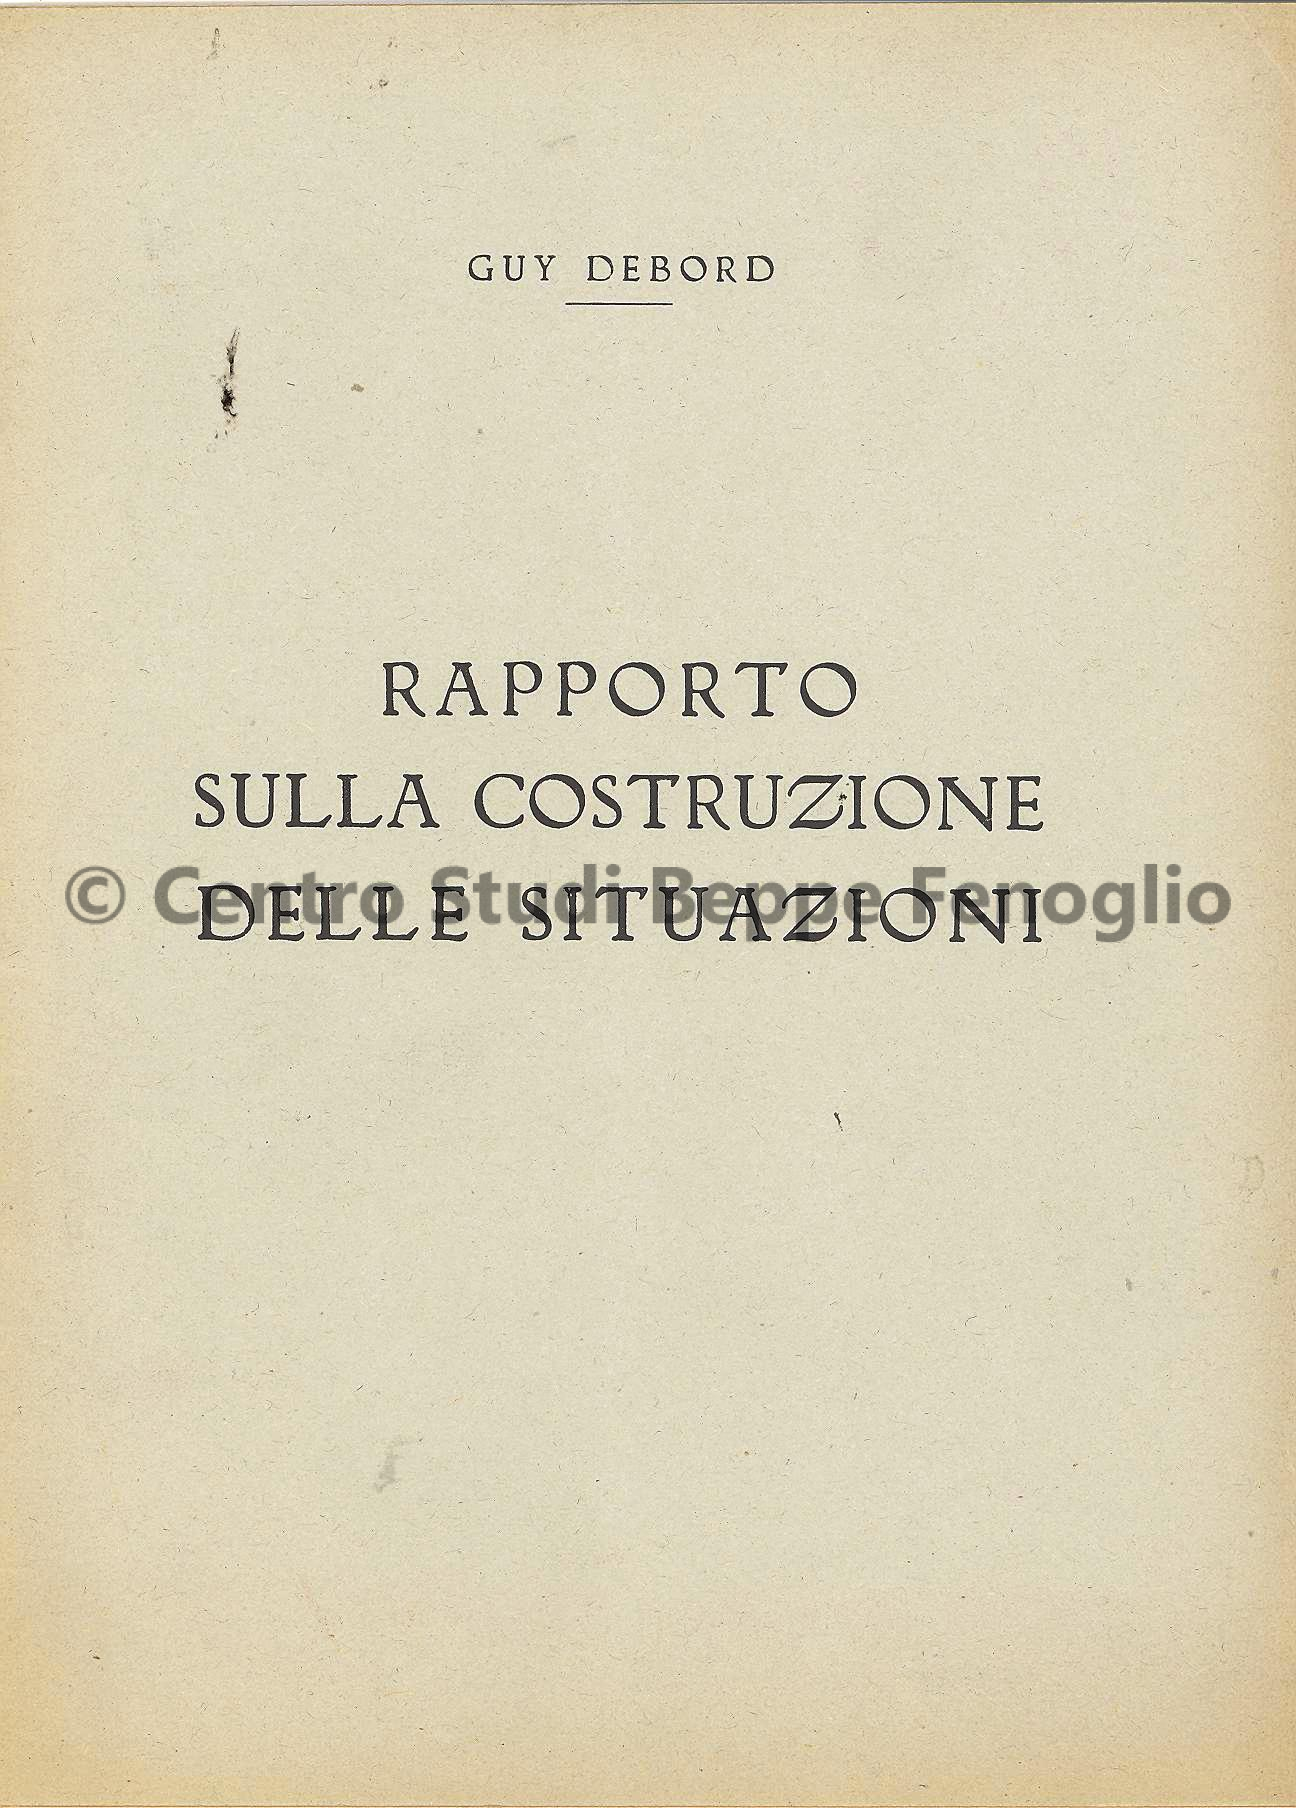 GUY DEBORD
RAPPORTO
SULLA COSTRUZIONE
DELLE SITUAZIONI
© Centro Studi Beppe Fenoglio